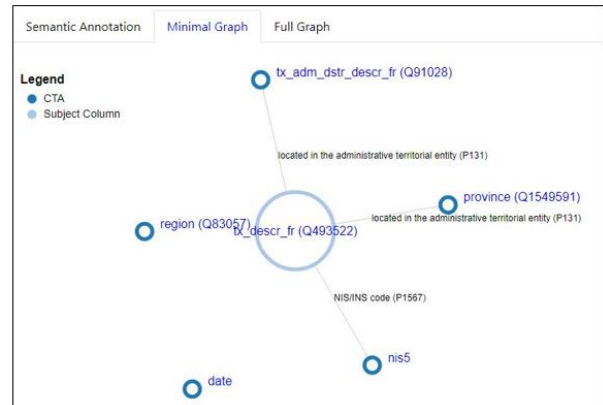 Semantic Annotation Minimal Graph Full Graph
Legend
CTA
Subject Column
tx_adm_dstr_descr_fr (Q91028)
located in the administrative territorial entity (P131)
province (Q1549591)
located in the administrative territorial entity (P131)
region (Q83057)
tx_descr_fr (Q493522)
NIS/INS code (P1567)
nis5
date